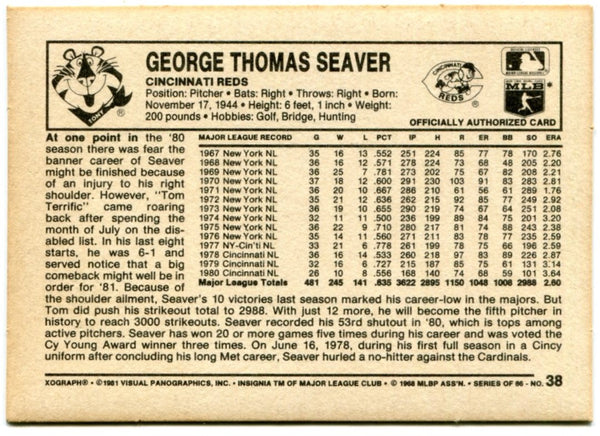 GEORGE THOMAS SEAVER
CINCINNATI REDS
Position: Pitcher • Bats: Right • Throws: Right • Born:
November 17, 1944 • Height: 6 feet, 1 inch • Weight:
200 pounds • Hobbies: Golf, Bridge, Hunting
TONY ®
CINCINNATI
REDS ®
MLB
OFFICIALLY AUTHORIZED CARD
At one point in the '80
season there was fear the
banner career of Seaver
might be finished because
of an injury to his right
shoulder. However, "Tom
Terrific" came roaring
back after spending the
month of July on the dis-
abled list. In his last eight
starts, he was 6-1 and
served notice that a big
comeback might well be in
order for '81. Because of
MAJOR LEAGUE RECORD G W L PCT IP H R ER BB SO ERA
1967 New York NL 35 16 13 .552 251 224 85 77 78 170 2.76
1968 New York NL 36 16 12 .571 278 224 73 68 48 205 2.20
1969 New York NL 36 25 7 .781 273 202 75 67 82 208 2.21
1970 New York NL 37 18 12 .600 291 230 103 91 83 283 2.81
1971 New York NL 36 20 10 .667 286 210 61 56 61 289 1.76
1972 New York NL 35 21 12 .636 262 215 92 85 77 249 2.92
1973 New York NL 36 19 10 .655 290 219 74 67 64 251 2.08
1974 New York NL 32 11 11 .500 236 199 89 84 75 201 3.20
1975 New York NL 36 22 9 .710 280 217 81 74 88 243 2.38
1976 New York NL 35 14 11 .560 271 211 83 78 77 235 2.59
1977 NY-Cin'ti NL 33 21 6 .778 261 199 78 75 66 196 2.59
1978 Cincinnati NL 36 16 14 .533 260 218 97 83 89 226 2.87
1979 Cincinnati NL 32 16 6 .727 215 187 85 75 61 131 3.14
1980 Cincinnati NL 26 10 8 .556 168 140 74 68 59 101 3.64
Major League Totals 481 245 141 .635 3622 2895 1150 1048 1008 2988 2.60
the shoulder ailment, Seaver's 10 victories last season marked his career-low in the majors. But
Tom did push his strikeout total to 2988. With just 12 more, he will become the fifth pitcher in
history to reach 3000 strikeouts. Seaver recorded his 53rd shutout in '80, which is tops among
active pitchers. Seaver has won 20 or more games five times during his career and was voted the
Cy Young Award winner three times. On June 16, 1978, during his first full season in a Cincy
uniform after concluding his long Met career, Seaver hurled a no-hitter against the Cardinals.
XOGRAPH® • ©1981 VISUAL PANOGRAPHICS, INC. • INSIGNIA TM OF MAJOR LEAGUE CLUB • © 1968 MLBP ASS'N. • SERIES OF 66 - NO. 38